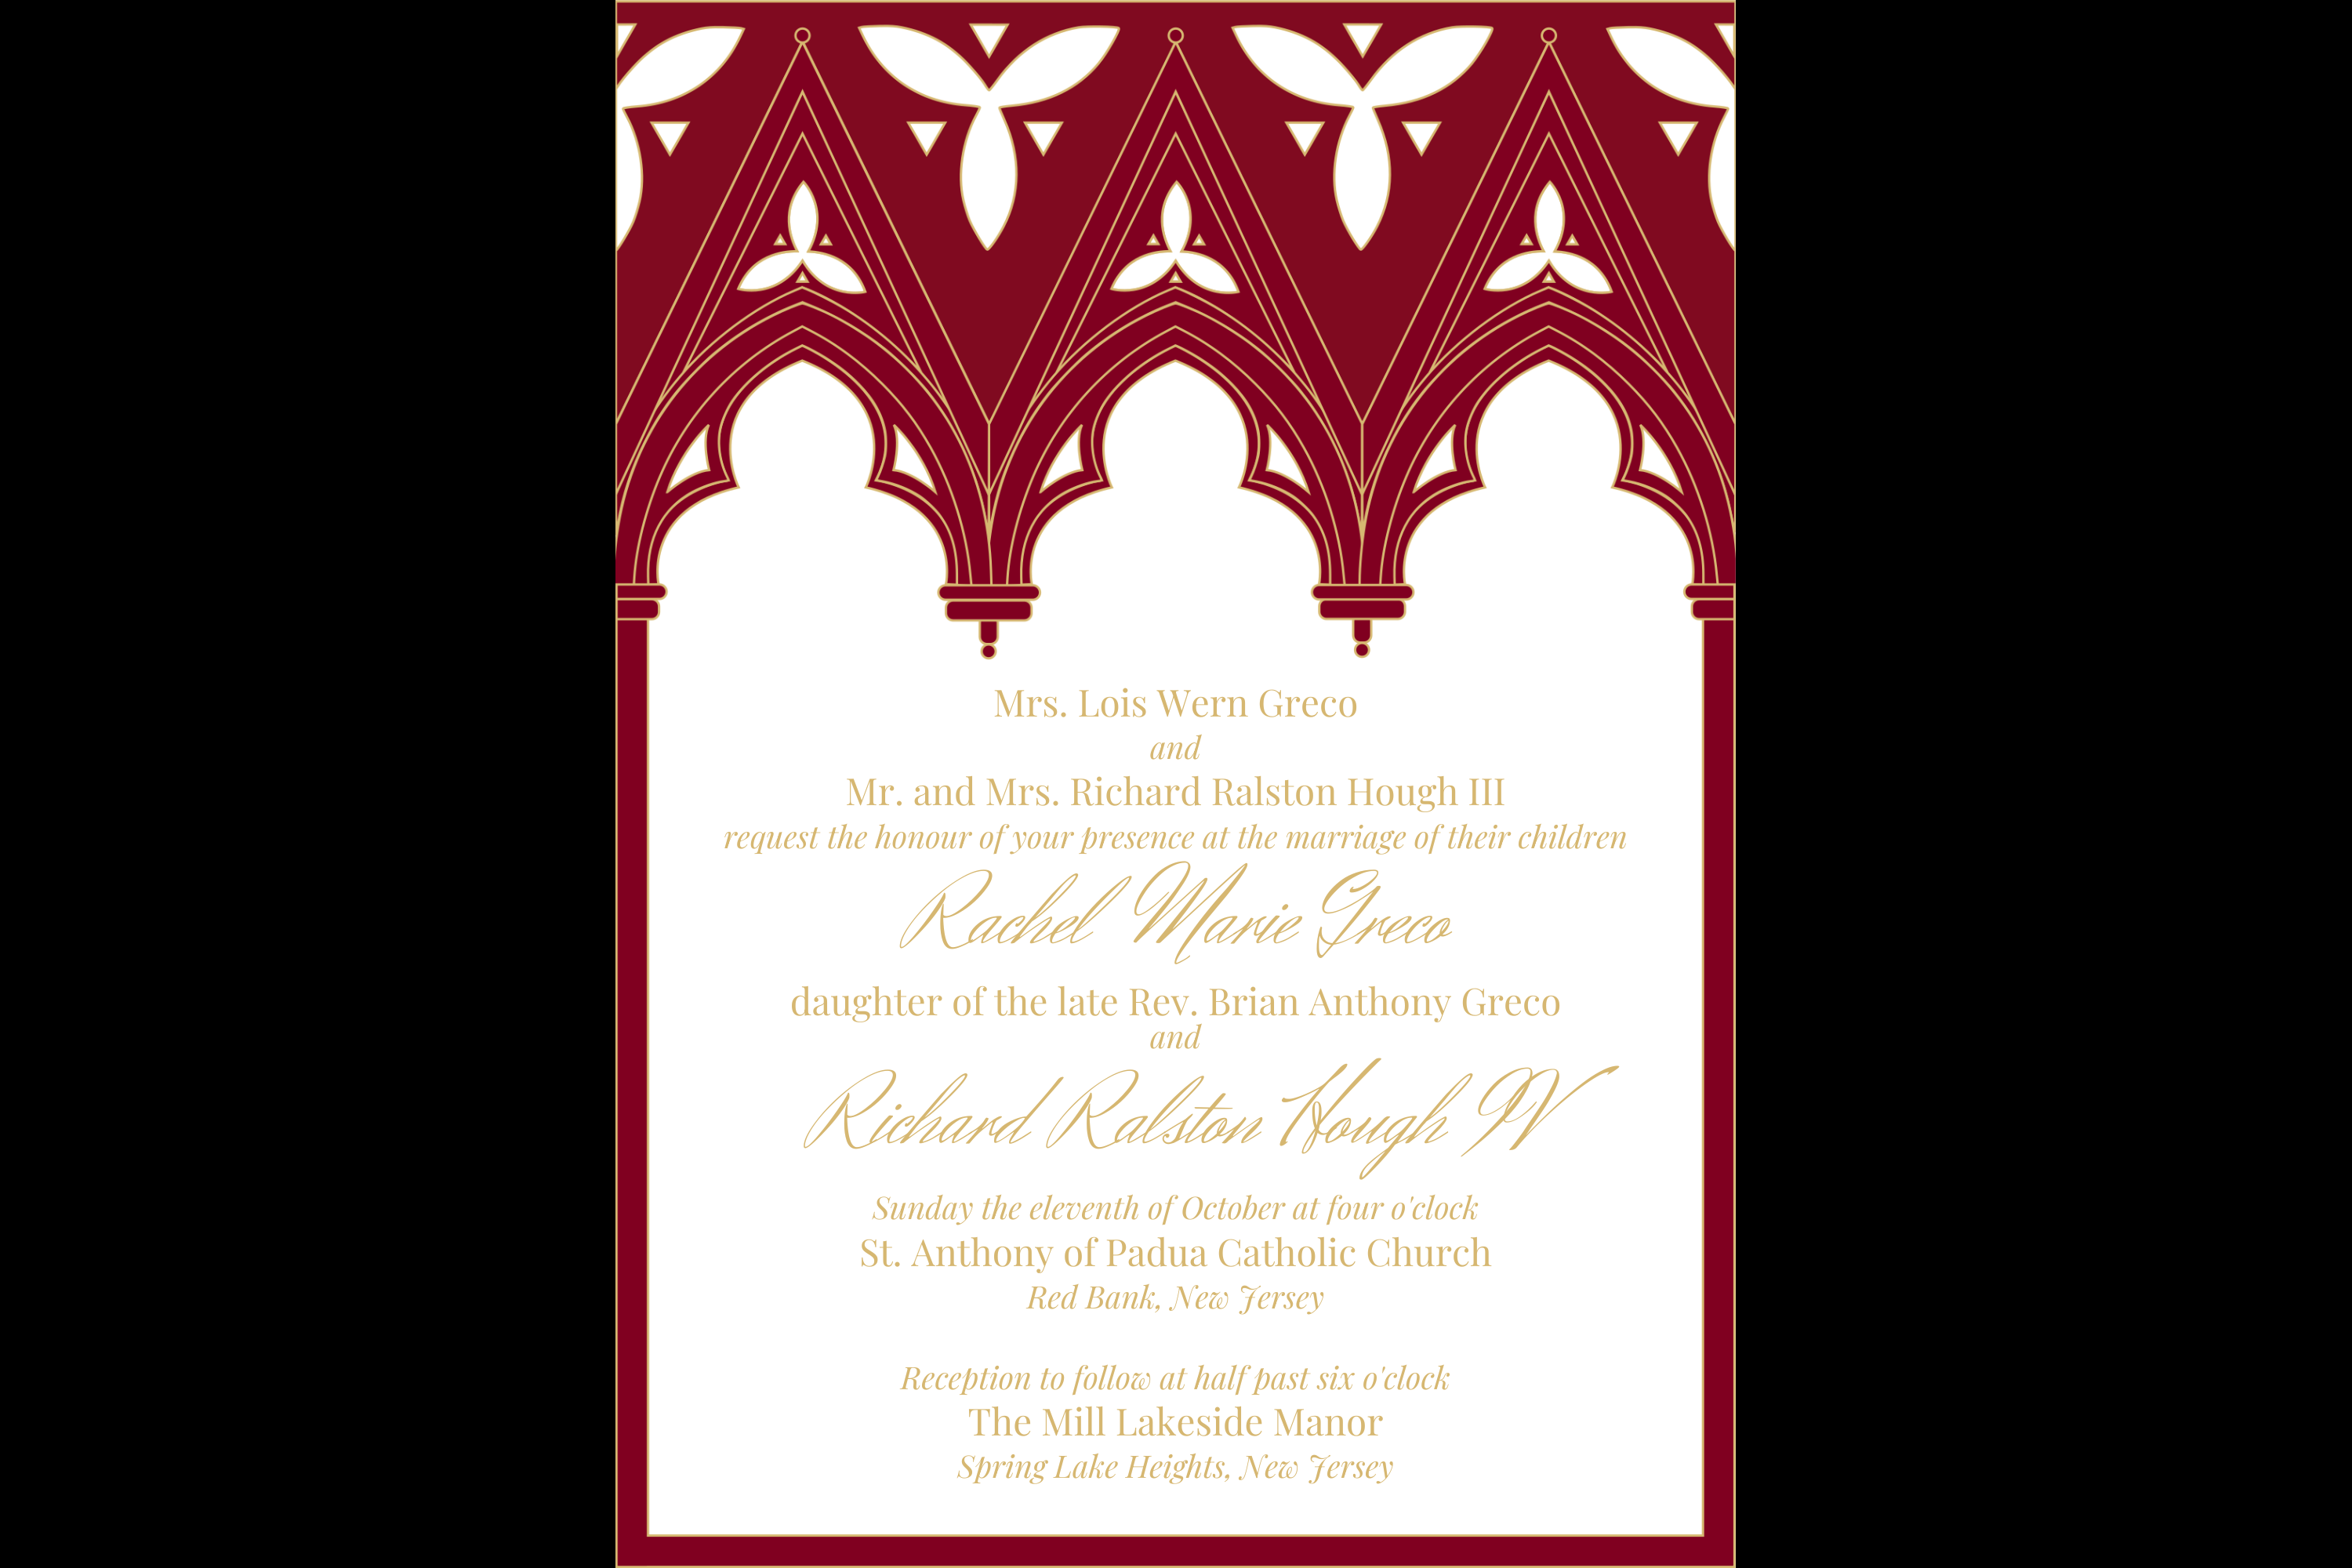 Mrs. Lois Wern Greco
and
Mr. and Mrs. Richard Ralston Hough III
request the honour of your presence at the marriage of their children
Rachel Marie Greco
daughter of the late Rev. Brian Anthony Greco
and
Richard Ralston Hough IV
Sunday the eleventh of October at four o'clock
St. Anthony of Padua Catholic Church
Red Bank, New Jersey
Reception to follow at half past six o'clock
The Mill Lakeside Manor
Spring Lake Heights, New Jersey